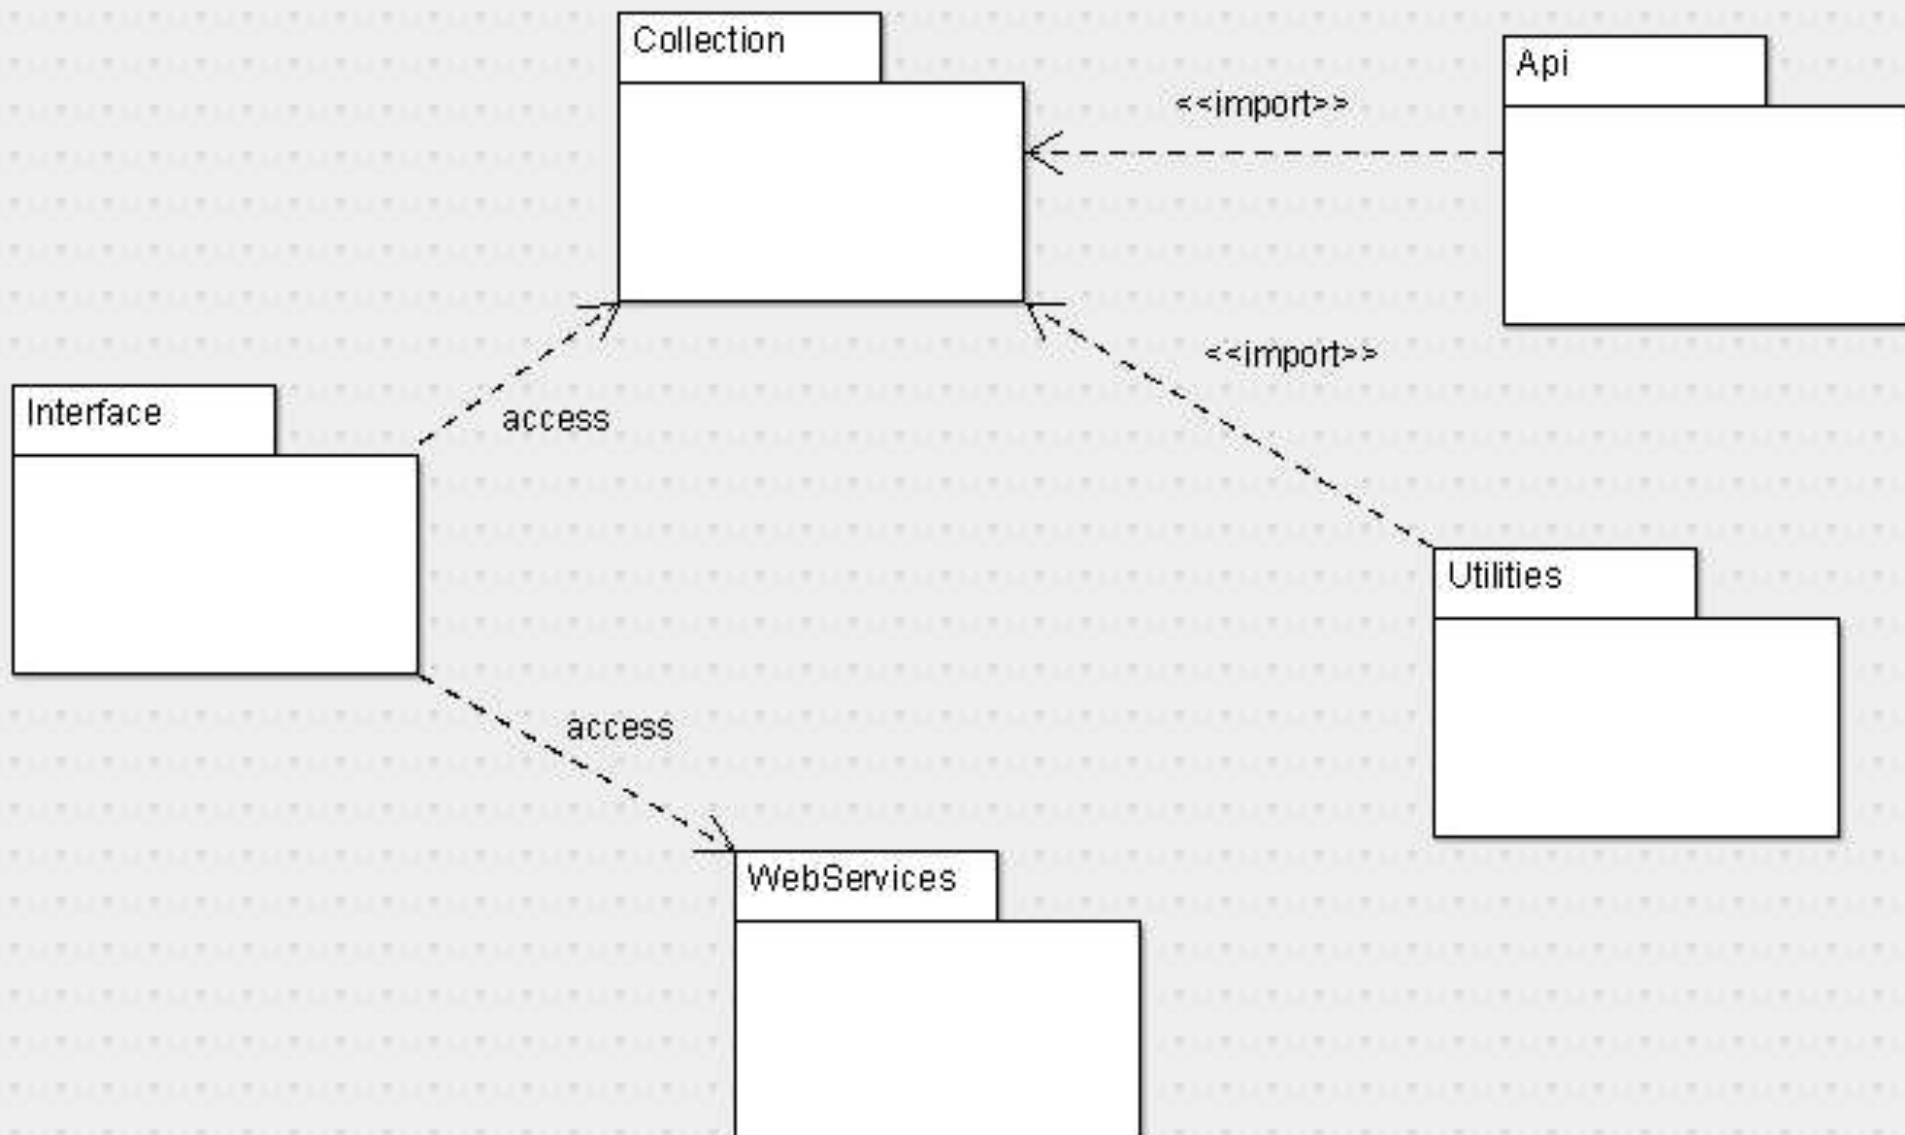 Collection
Api
<<import>>
<<import>>
Interface
access
Utilities
access
WebServices